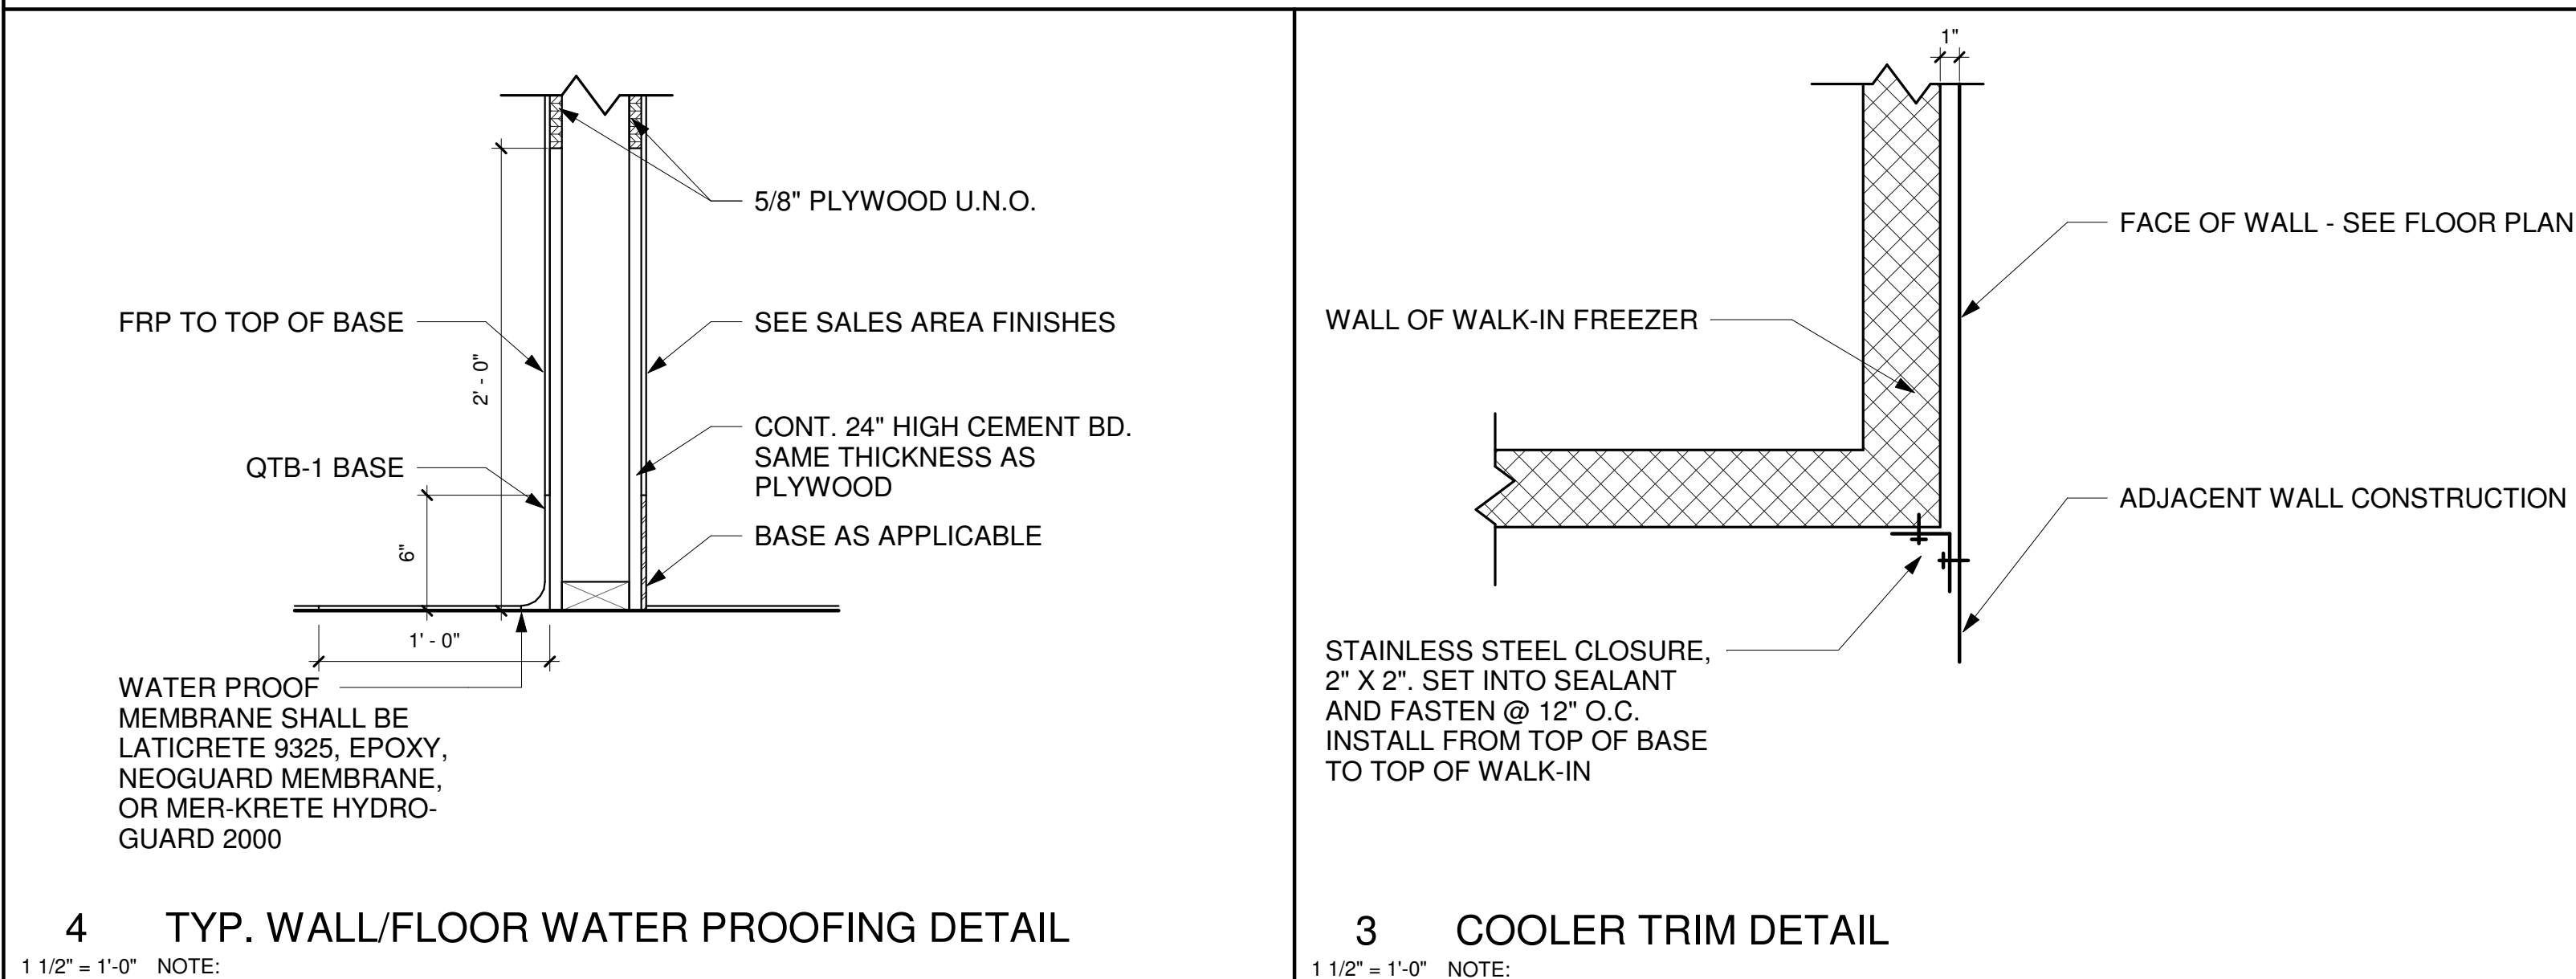 5/8" PLYWOOD U.N.O.
FRP TO TOP OF BASE
SEE SALES AREA FINISHES
2' - 0"
CONT. 24" HIGH CEMENT BD.
SAME THICKNESS AS
PLYWOOD
QTB-1 BASE
6"
BASE AS APPLICABLE
1' - 0"
WATER PROOF
MEMBRANE SHALL BE
LATICRETE 9325, EPOXY,
NEOGUARD MEMBRANE,
OR MER-KRETE HYDRO-
GUARD 2000
4 TYP. WALL/FLOOR WATER PROOFING DETAIL
1 1/2" = 1'-0" NOTE:
1"
FACE OF WALL - SEE FLOOR PLAN
WALL OF WALK-IN FREEZER
ADJACENT WALL CONSTRUCTION
STAINLESS STEEL CLOSURE,
2" X 2". SET INTO SEALANT
AND FASTEN @ 12" O.C.
INSTALL FROM TOP OF BASE
TO TOP OF WALK-IN
3 COOLER TRIM DETAIL
1 1/2" = 1'-0" NOTE: